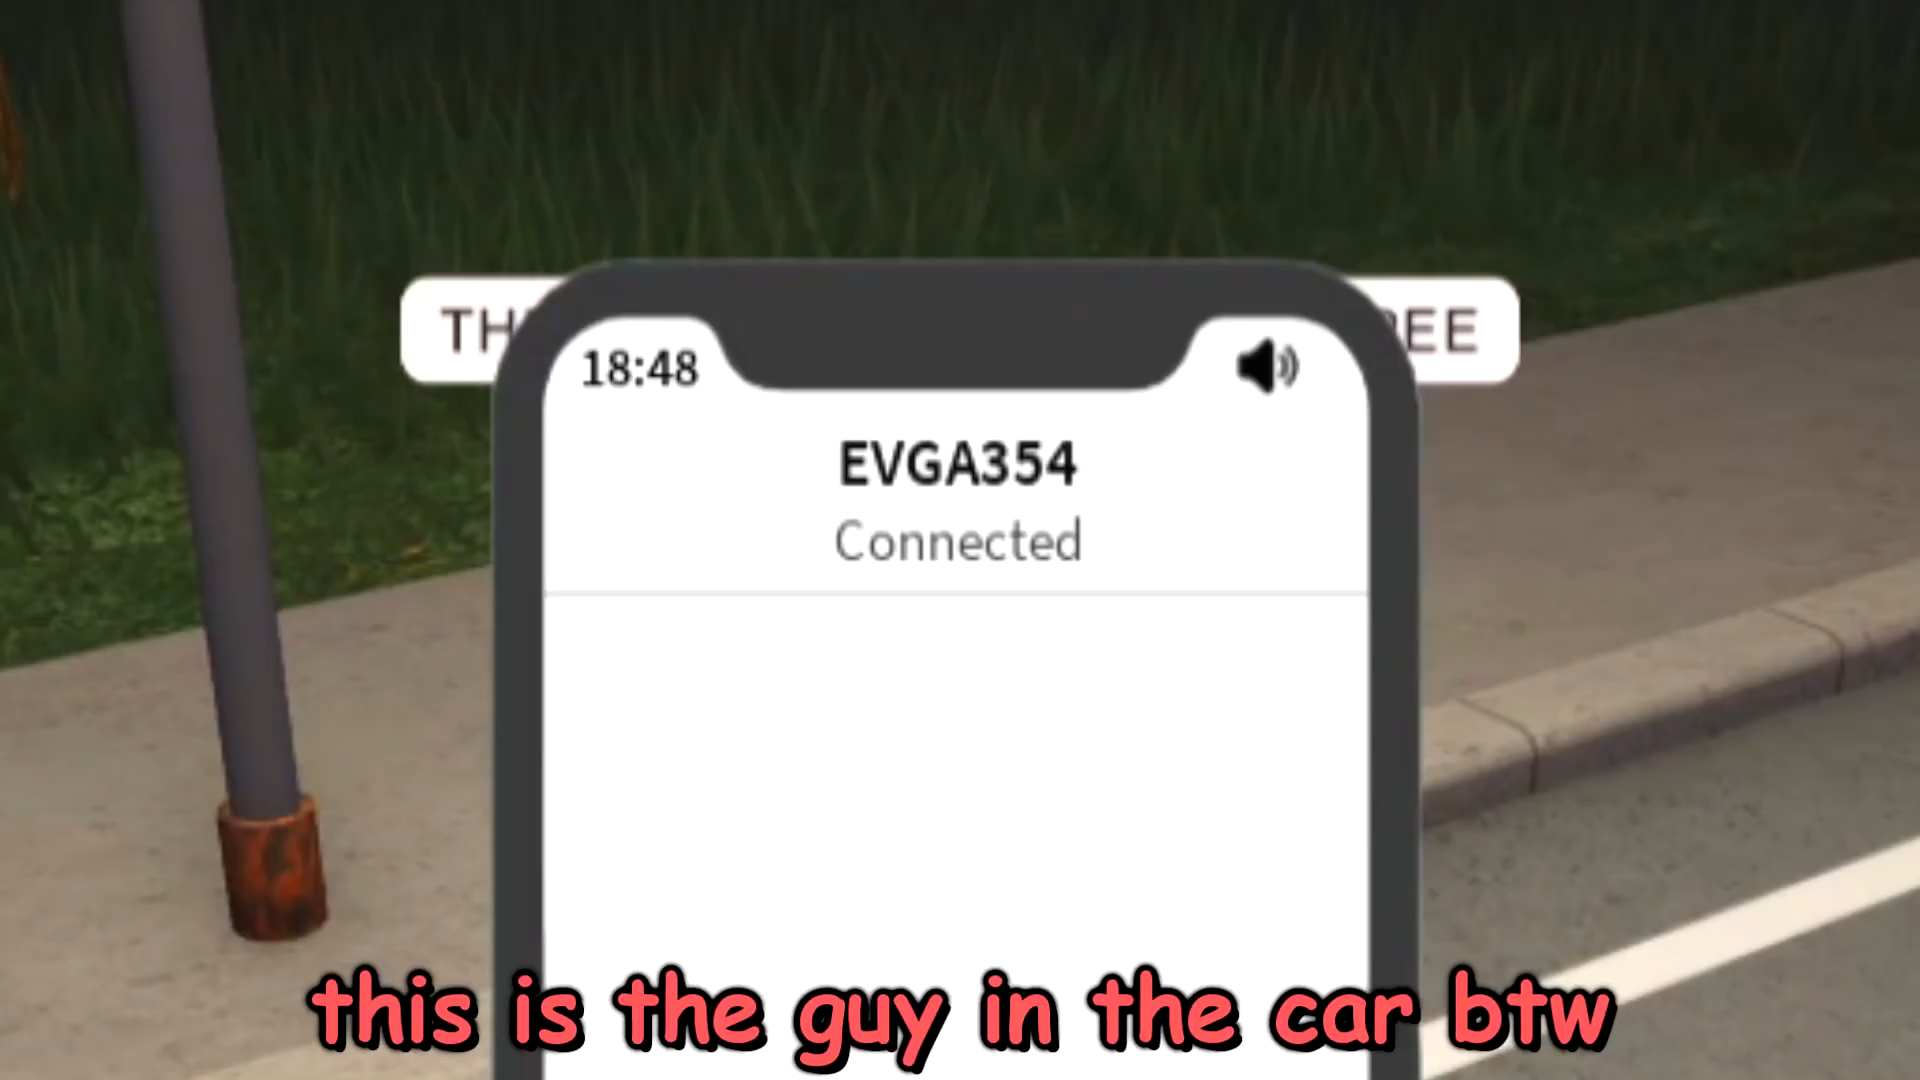 18:48
EVGA354
Connected
this is the guy in the car btw